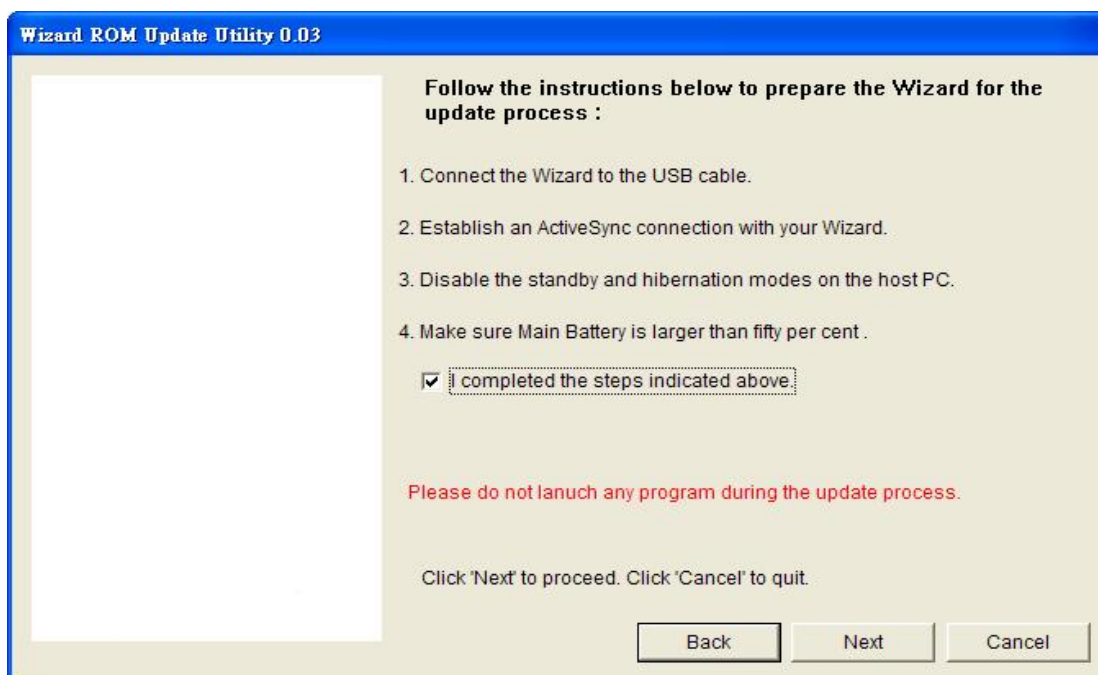 Wizard ROM Update Utility 0.03
Follow the instructions below to prepare the Wizard for the
update process :
1. Connect the Wizard to the USB cable.
2. Establish an ActiveSync connection with your Wizard.
3. Disable the standby and hibernation modes on the host PC.
4. Make sure Main Battery is larger than fifty per cent .
I completed the steps indicated above.
Please do not lanuch any program during the update process.
Click 'Next' to proceed. Click 'Cancel' to quit.
Back Next Cancel